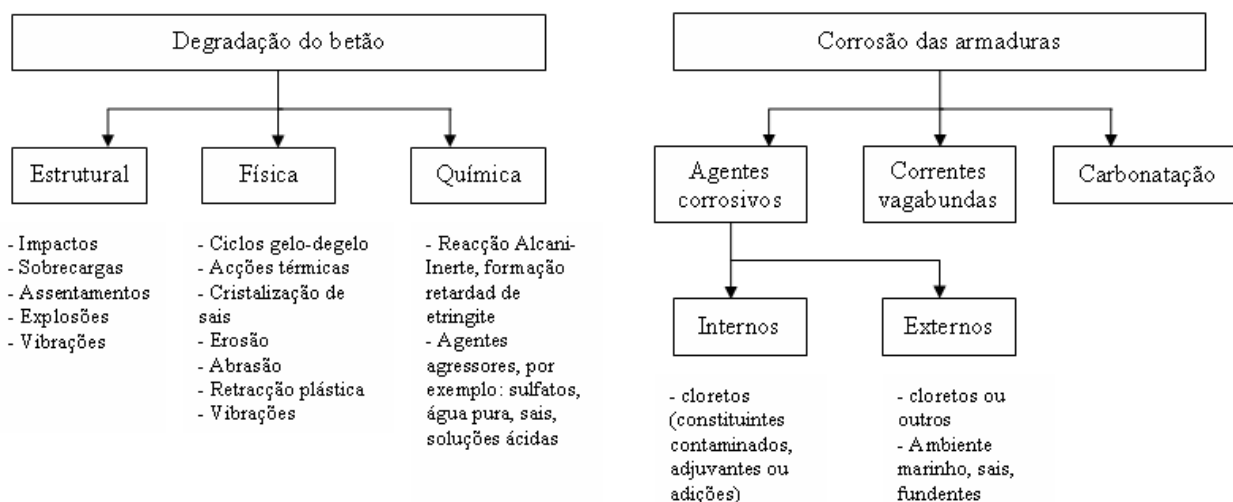 Degradação do betão
Estrutural
- Impactos
- Sobrecargas
- Assentamentos
- Explosões
- Vibrações
Física
- Ciclos gelo-degelo
- Acções térmicas
- Cristalização de
sais
- Erosão
- Abrasão
- Retracção plástica
- Vibrações
Química
- Reacção Alcani-
Inerte, formação
retardad de
etringite
- Agentes
agressores, por
exemplo: sulfatos,
água pura, sais,
soluções ácidas
Corrosão das armaduras
Agentes
corrosivos
Correntes
vagabundas
Carbonatação
Internos
- cloretos
(constituintes
contaminados,
adjuvantes ou
adições)
Externos
- cloretos ou
outros
- Ambiente
marinho, sais,
fundentes